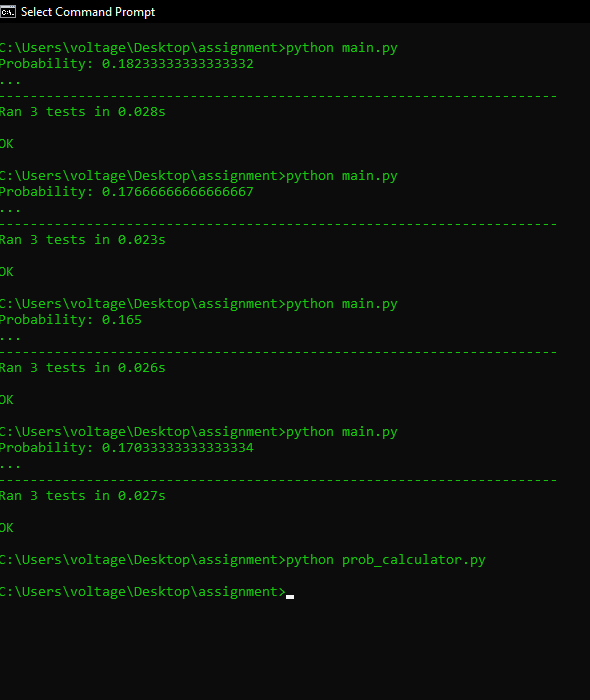 Select Command Prompt
C:\Users\voltage\Desktop\assignment>python main.py
Probability: 0.18233333333333332
...
----------------------------------------------------------------------
Ran 3 tests in 0.028s
OK
C:\Users\voltage\Desktop\assignment>python main.py
Probability: 0.17666666666666667
...
----------------------------------------------------------------------
Ran 3 tests in 0.023s
OK
C:\Users\voltage\Desktop\assignment>python main.py
Probability: 0.165
...
----------------------------------------------------------------------
Ran 3 tests in 0.026s
OK
C:\Users\voltage\Desktop\assignment>python main.py
Probability: 0.17033333333333334
...
----------------------------------------------------------------------
Ran 3 tests in 0.027s
OK
C:\Users\voltage\Desktop\assignment>python prob_calculator.py
C:\Users\voltage\Desktop\assignment>